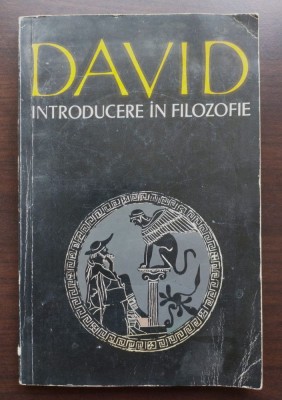 DAVID
INTRODUCERE ÎN FILOZOFIE